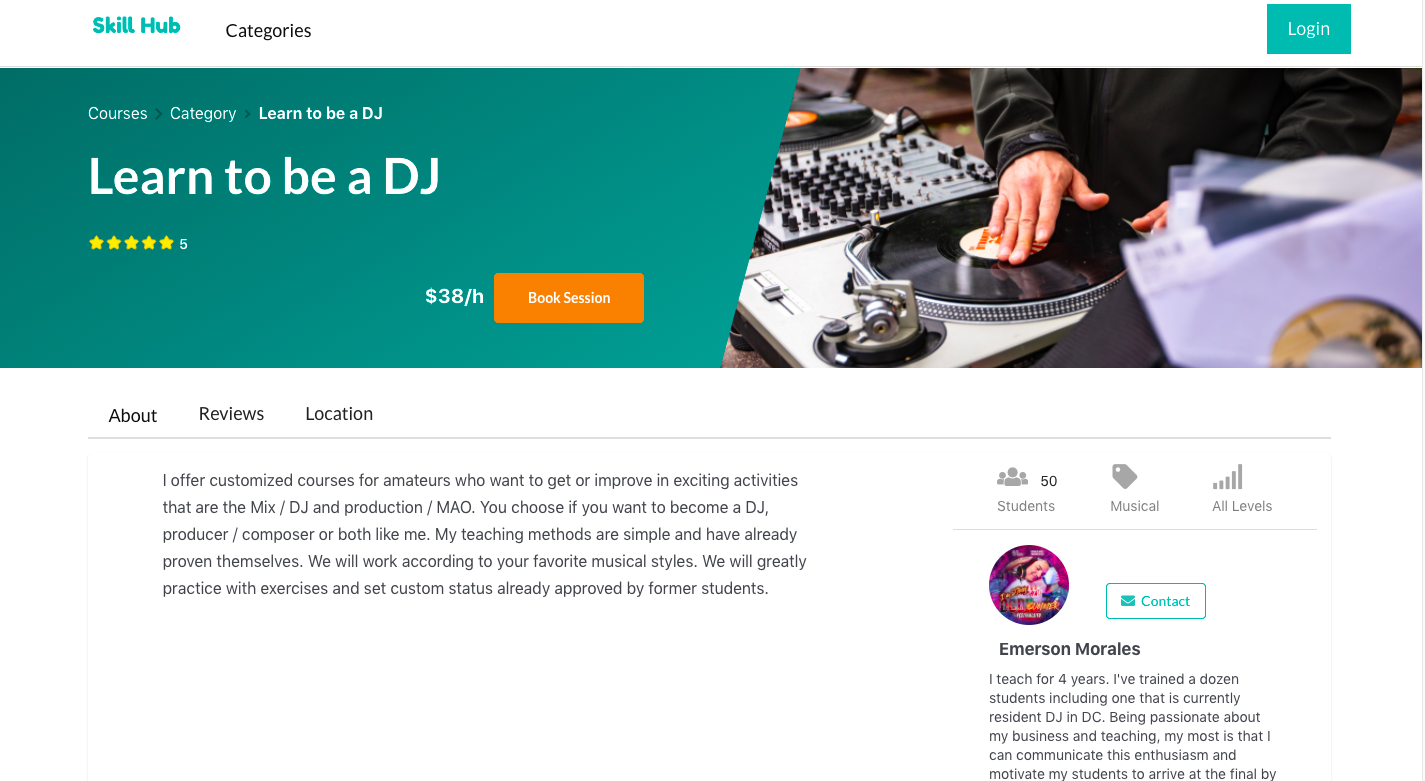 Skill Hub
Categories
Login
Courses > Category > Learn to be a DJ
Learn to be a DJ
5
$38/h
Book Session
About
Reviews
Location
I offer customized courses for amateurs who want to get or improve in exciting activities
that are the Mix / DJ and production / MAO. You choose if you want to become a DJ,
producer / composer or both like me. My teaching methods are simple and have already
proven themselves. We will work according to your favorite musical styles. We will greatly
practice with exercises and set custom status already approved by former students.
50
Students
Musical
All Levels
Contact
Emerson Morales
I teach for 4 years. I've trained a dozen
students including one that is currently
resident DJ in DC. Being passionate about
my business and teaching, my most is that I
can communicate this enthusiasm and
motivate my students to arrive at the final by